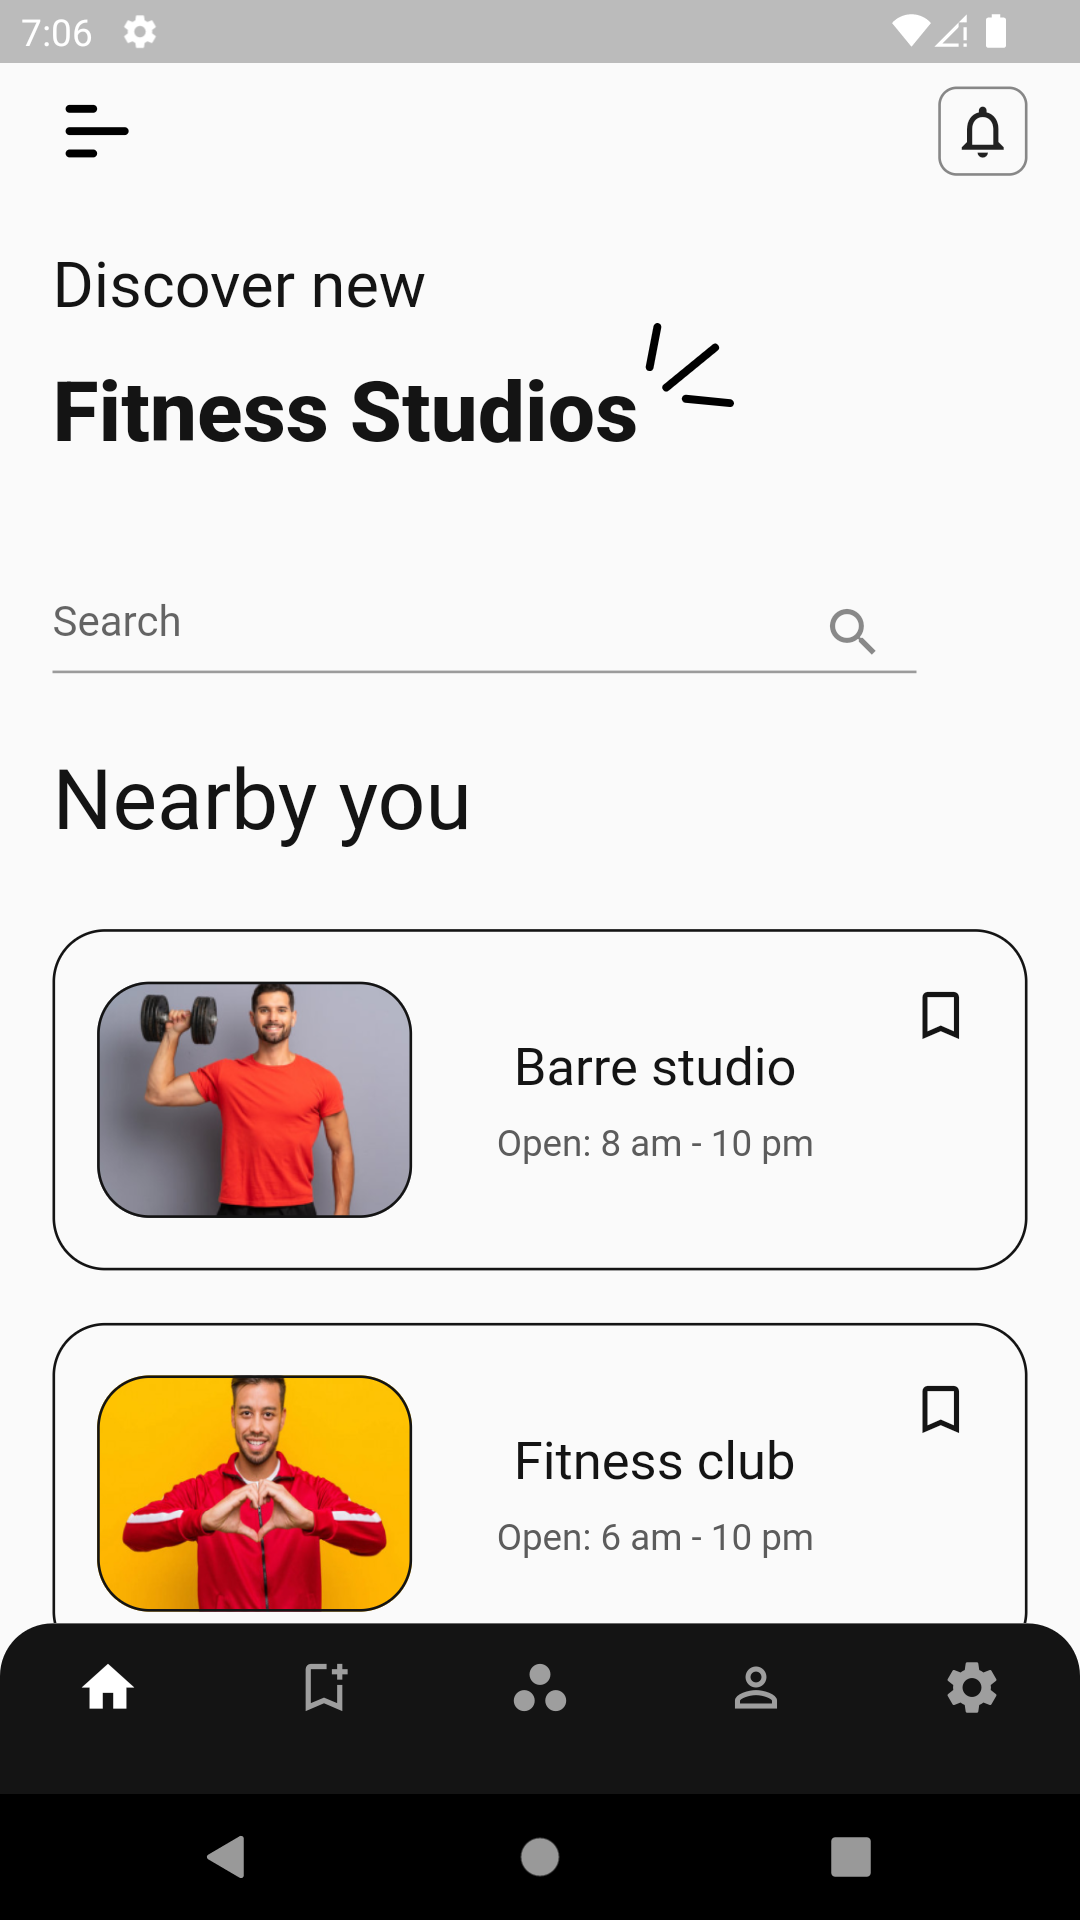 7:06
Discover new
Fitness Studios
Search
Nearby you
Barre studio
Open: 8 am - 10 pm
Fitness club
Open: 6 am - 10 pm